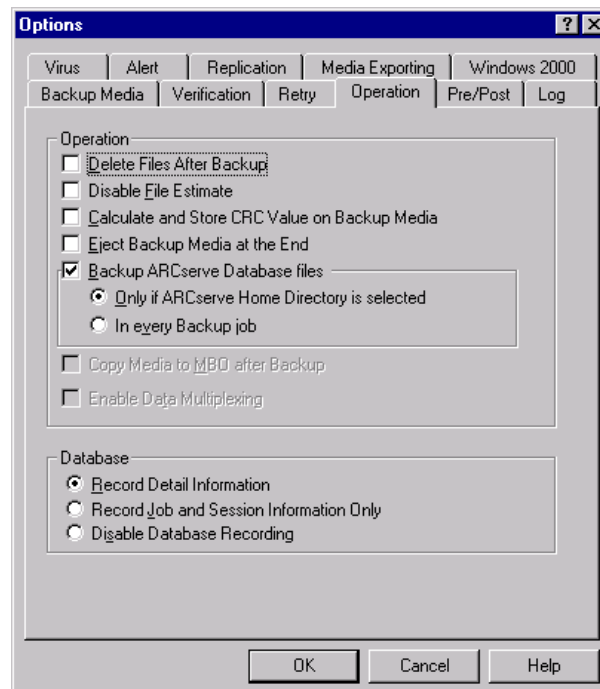 Options
Virus Alert Replication Media Exporting Windows 2000
Backup Media Verification Retry Operation Pre/Post Log
Operation
Delete Files After Backup
Disable File Estimate
Calculate and Store CRC Value on Backup Media
Eject Backup Media at the End
Backup ARCserve Database files
Only if ARCserve Home Directory is selected
In every Backup job
Copy Media to MBO after Backup
Enable Data Multiplexing
Database
Record Detail Information
Record Job and Session Information Only
Disable Database Recording
OK Cancel Help